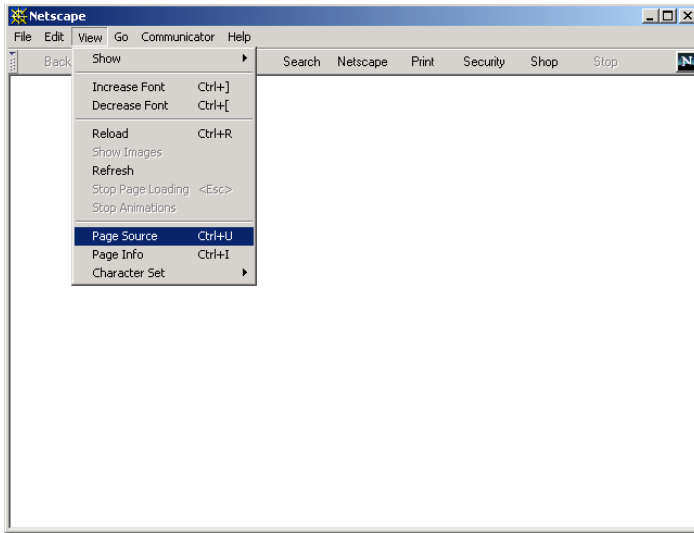 Netscape
File Edit View Go Communicator Help
Back Search Netscape Print Security Shop Stop N
Show
Increase Font Ctrl+]
Decrease Font Ctrl+[
Reload Ctrl+R
Show Images
Refresh
Stop Page Loading <Esc>
Stop Animations
Page Source Ctrl+U
Page Info Ctrl+I
Character Set